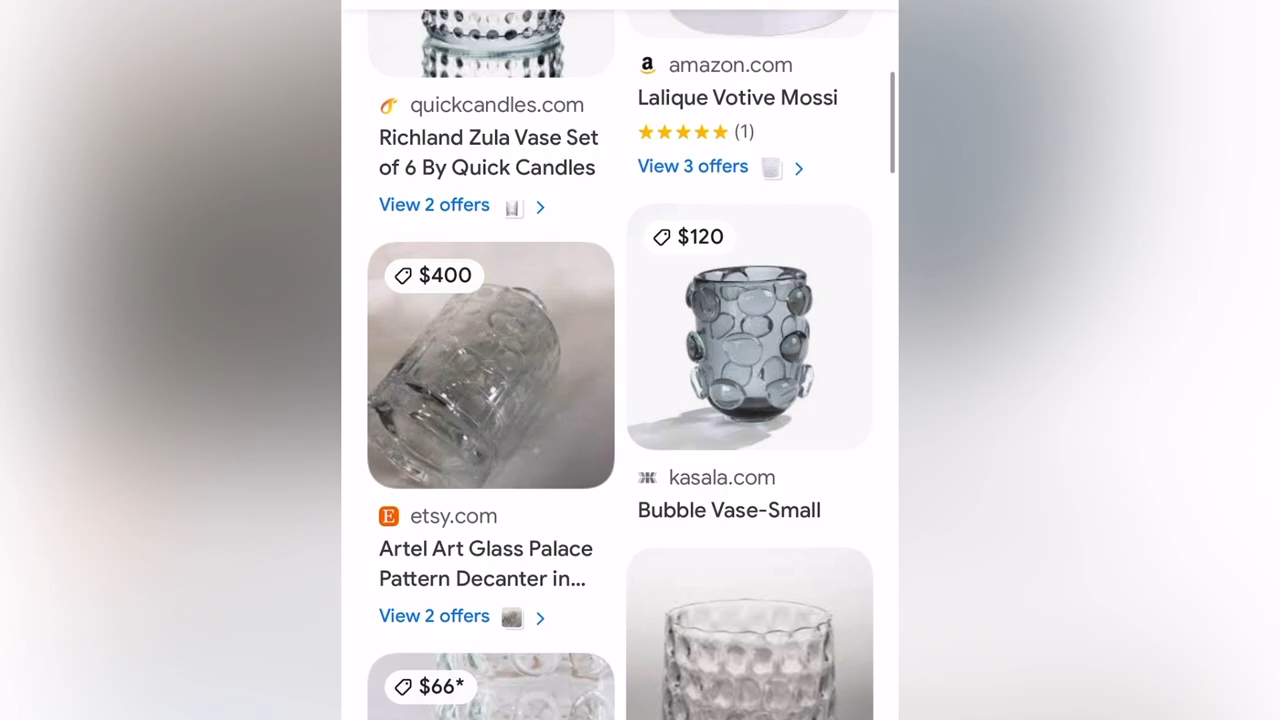 quickcandles.com
Richland Zula Vase Set
of 6 By Quick Candles
View 2 offers
$400
E etsy.com
Artel Art Glass Palace
Pattern Decanter in...
View 2 offers
$66*
a amazon.com
Lalique Votive Mossi
(1)
View 3 offers
$120
kasala.com
Bubble Vase-Small